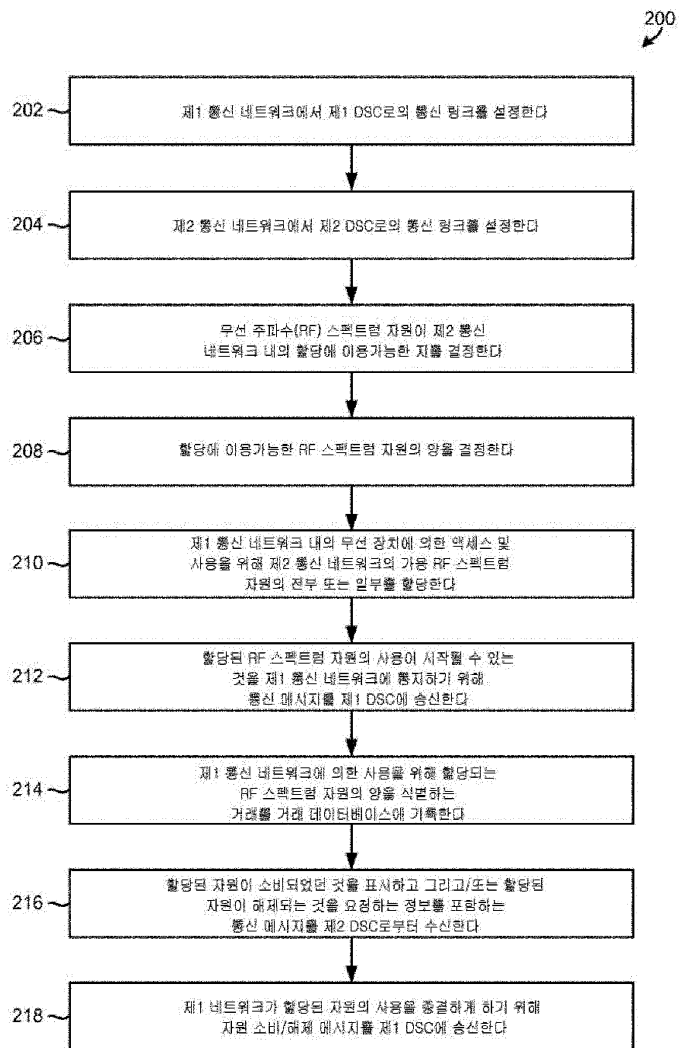 200
202
제1 통신 네트워크에서 제1 DSC로의 통신 링크를 설정한다
204
제2 통신 네트워크에서 제2 DSC로의 통신 링크를 설정한다
206
무선 주파수(RF) 스펙트럼 자원이 제2 통신
네트워크 내의 할당에 이용가능한 지를 결정한다
208
할당에 이용가능한 RF 스펙트럼 자원의 양을 결정한다
210
제1 통신 네트워크 내의 무선 장치에 의한 액세스 및
사용을 위해 제2 통신 네트워크의 가용 RF 스펙트럼
자원의 전부 또는 일부를 할당한다
212
할당된 RF 스펙트럼 자원의 사용이 시작될 수 있는
것을 제1 통신 네트워크에 통지하기 위해
통신 메시지를 제1 DSC에 송신한다
214
제1 통신 네트워크에 의한 사용을 위해 할당되는
RF 스펙트럼 자원의 양을 식별하는
거래를 거래 데이터베이스에 기록한다
216
할당된 자원이 소비되었던 것을 표시하고 그리고/또는 할당된
자원이 해제되는 것을 요청하는 정보를 포함하는
통신 메시지를 제2 DSC로부터 수신한다
218
제1 네트워크가 할당된 자원의 사용을 종결하게 하기 위해
자원 소비/해제 메시지를 제1 DSC에 송신한다